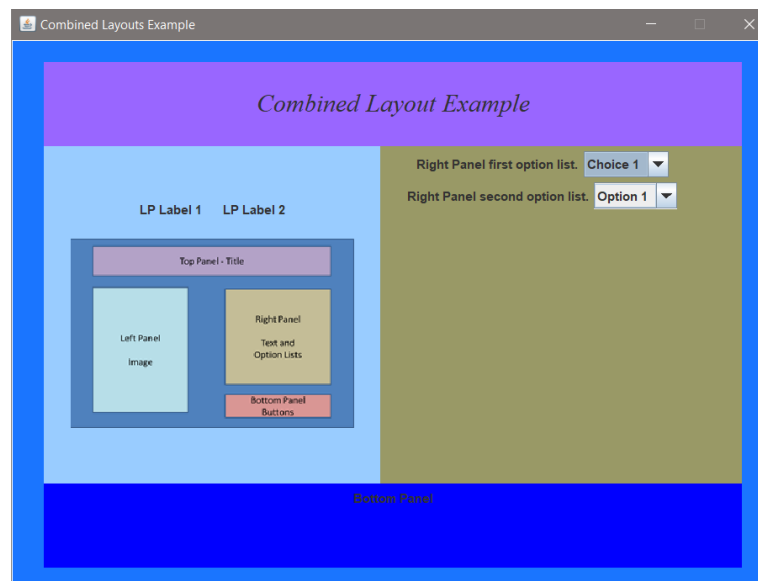 Combined Layouts Example
Combined Layout Example
LP Label 1 LP Label 2
Top Panel - Title
Left Panel
Image
Right Panel
Text and
Option Lists
Bottom Panel
Buttons
Right Panel first option list. Choice 1
Right Panel second option list. Option 1
Bottom Panel